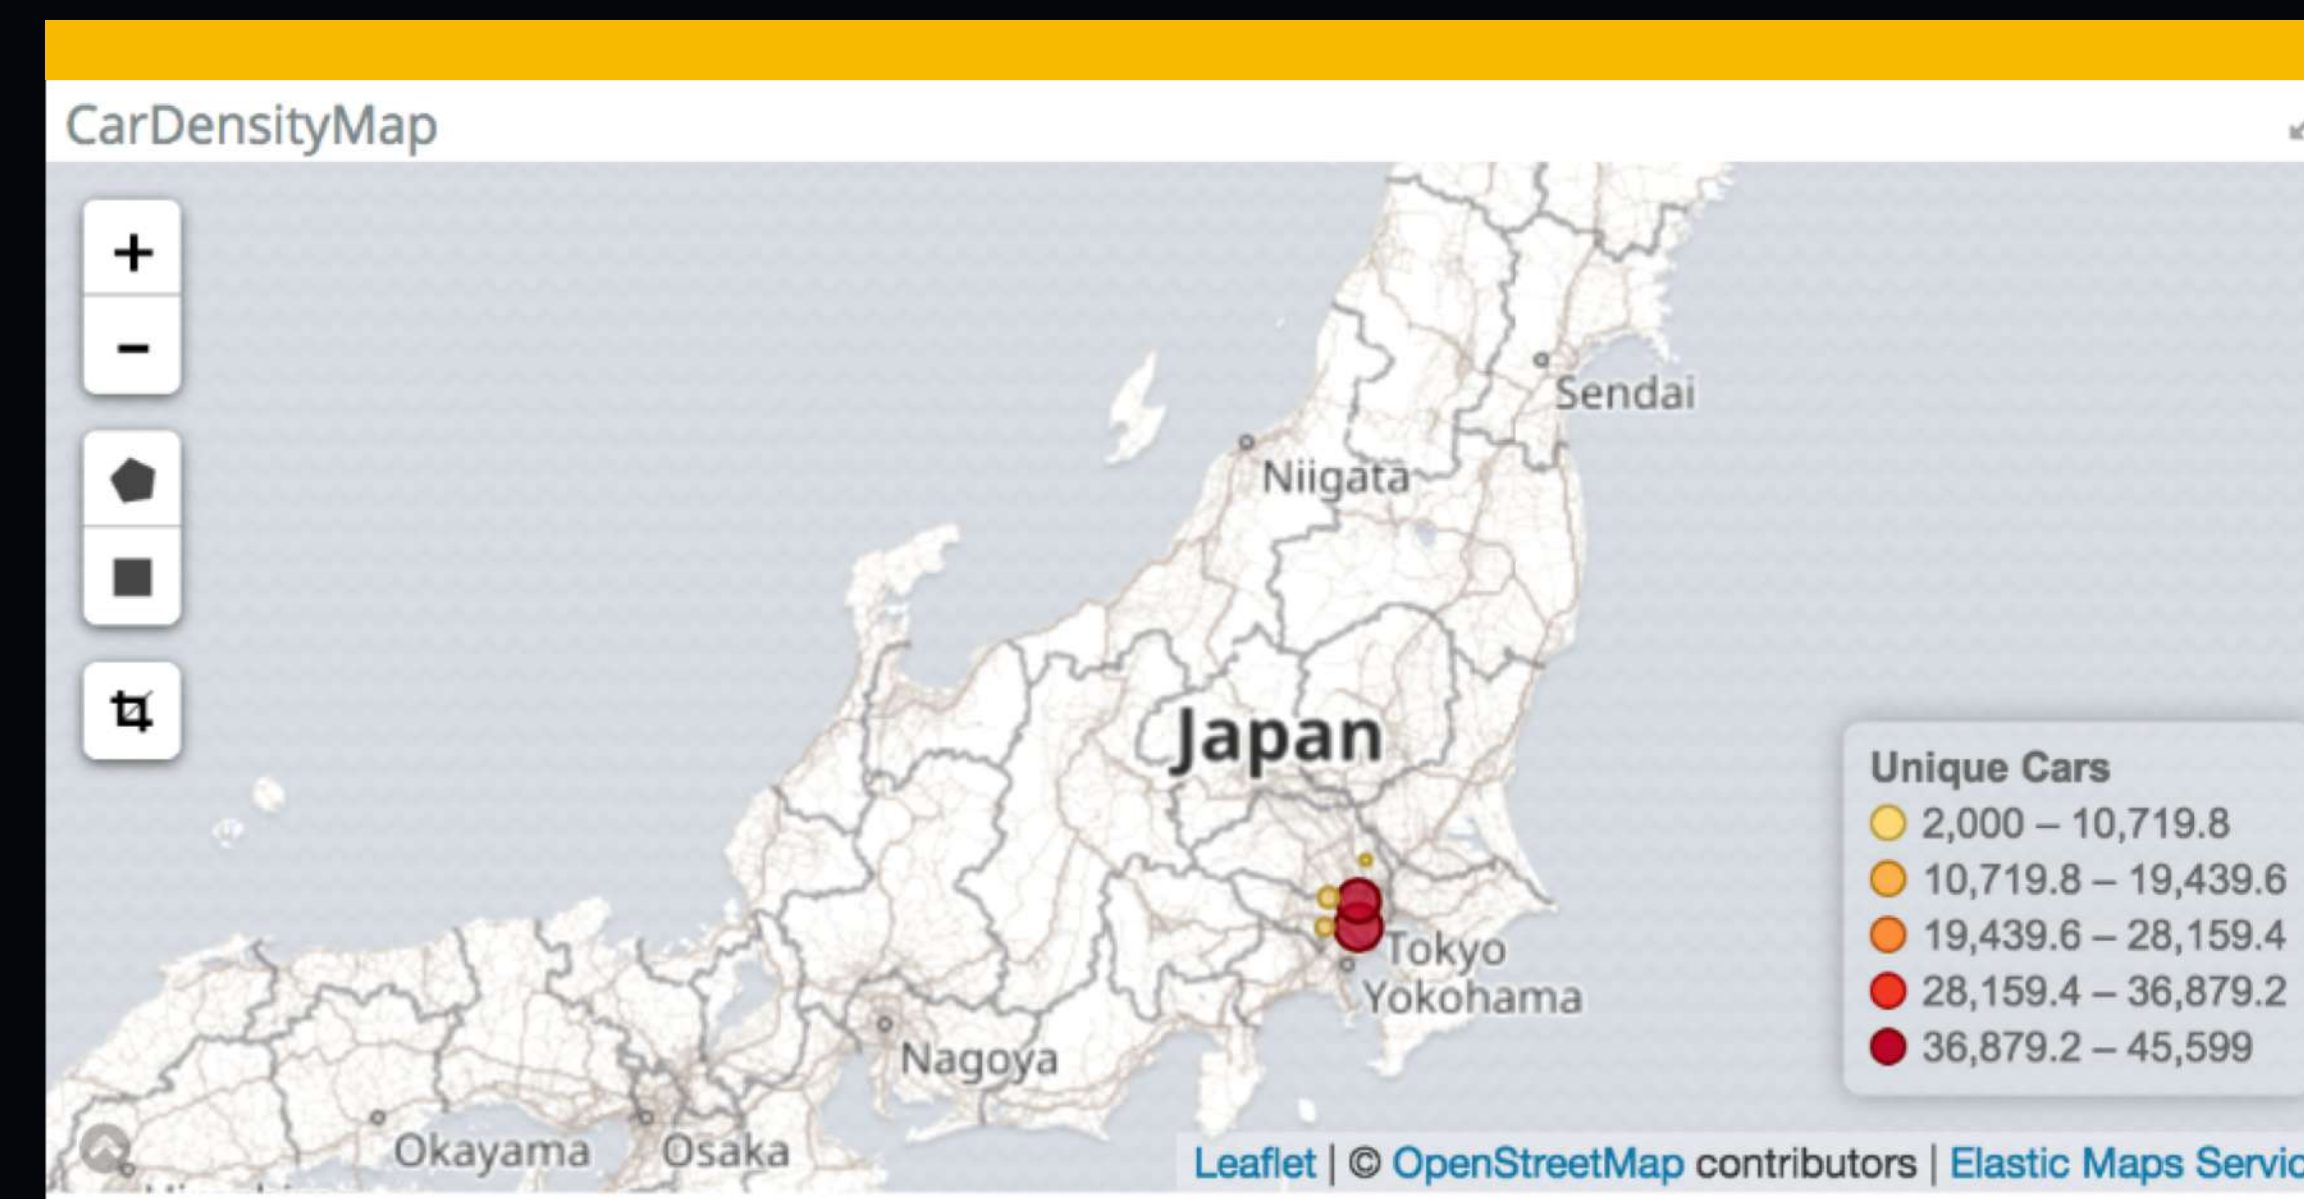 CarDensityMap
+
−
Sendai
Niigata
Japan
Unique Cars
2,000 – 10,719.8
10,719.8 – 19,439.6
19,439.6 – 28,159.4
28,159.4 – 36,879.2
36,879.2 – 45,599
Tokyo
Yokohama
Nagoya
Okayama
Osaka
Leaflet | © OpenStreetMap contributors | Elastic Maps